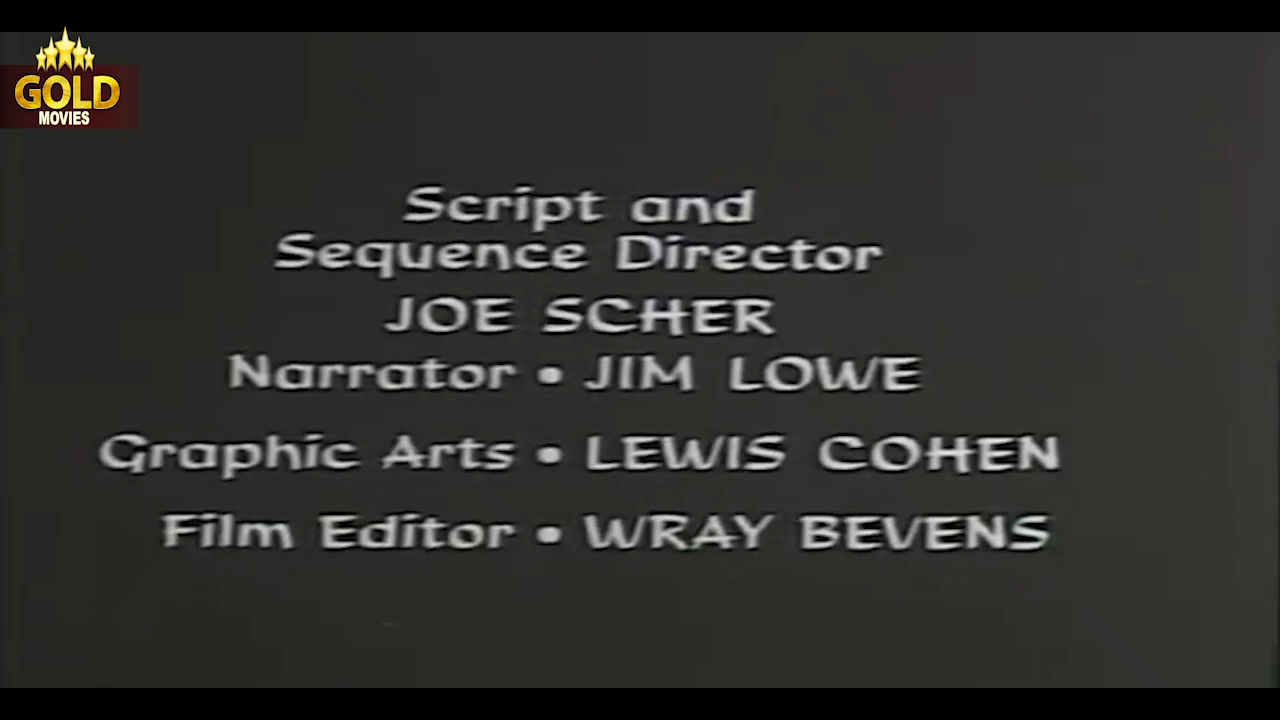 GOLD
MOVIES
Script and
Sequence Director
JOE SCHER
Narrator • JIM LOWE
Graphic Arts • LEWIS COHEN
Film Editor • WRAY BEVENS